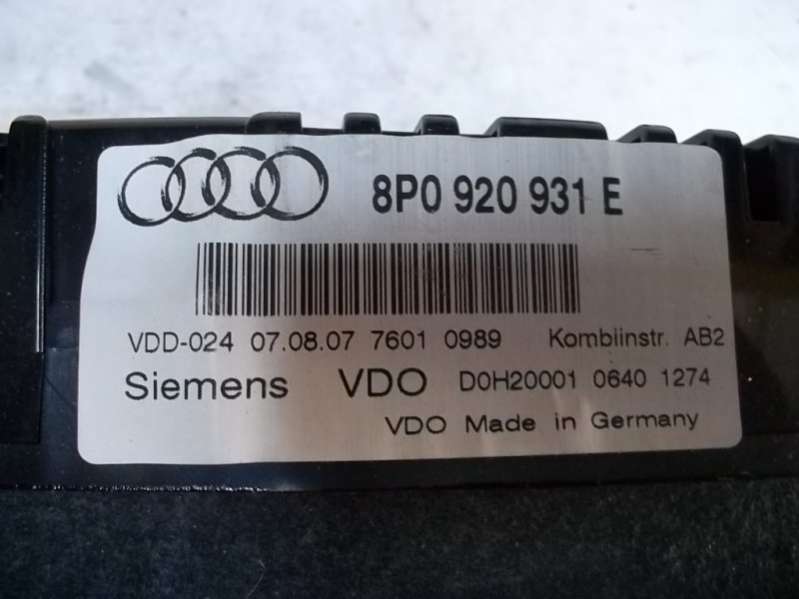 8P0 920 931 E
VDD-024 07.08.07 7601 0989 Kombiinstr. AB2
Siemens VDO D0H20001 0640 1274
VDO Made in Germany